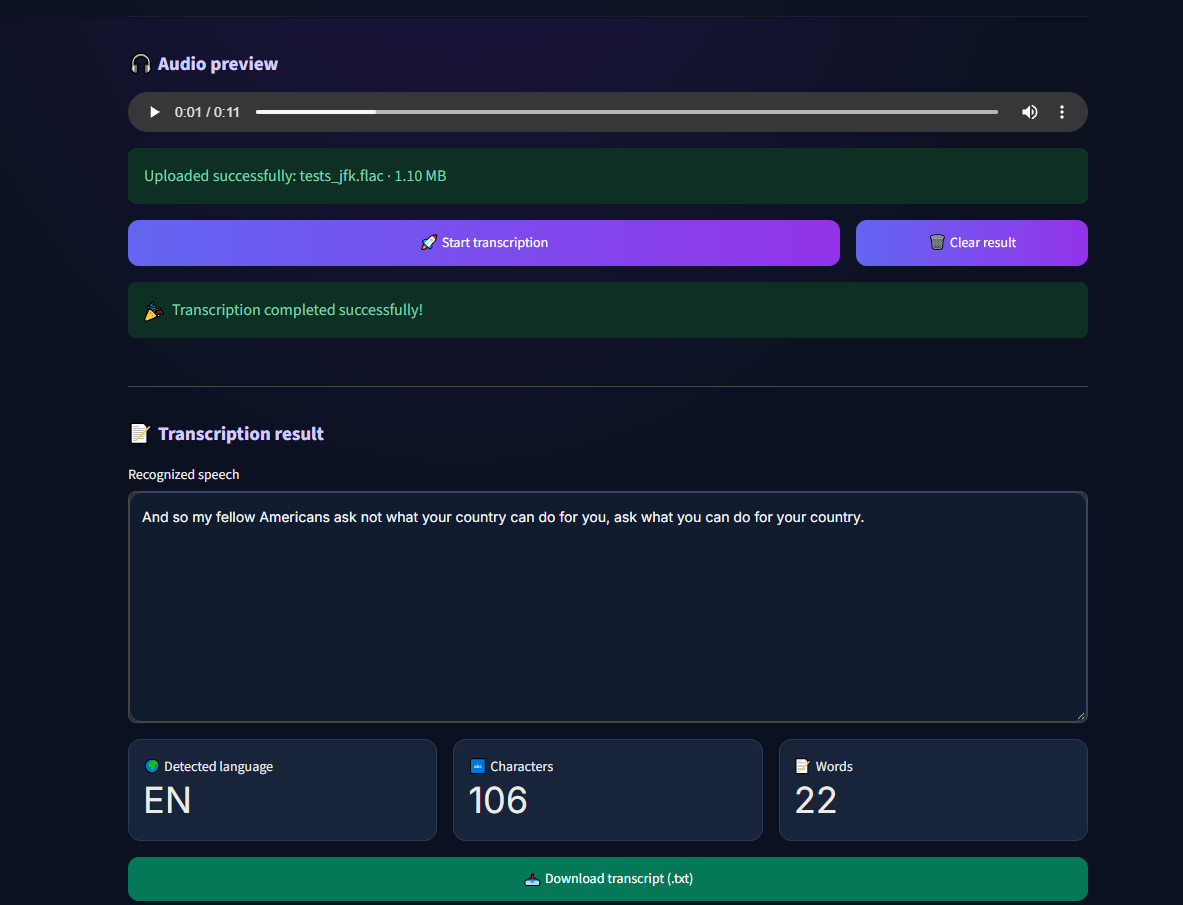 🎧 Audio preview
0:01 / 0:11
Uploaded successfully: tests_jfk.flac · 1.10 MB
🚀 Start transcription
🗑️ Clear result
🎉 Transcription completed successfully!
📝 Transcription result
Recognized speech
And so my fellow Americans ask not what your country can do for you, ask what you can do for your country.
🌍 Detected language
EN
🔤 Characters
106
📝 Words
22
📥 Download transcript (.txt)